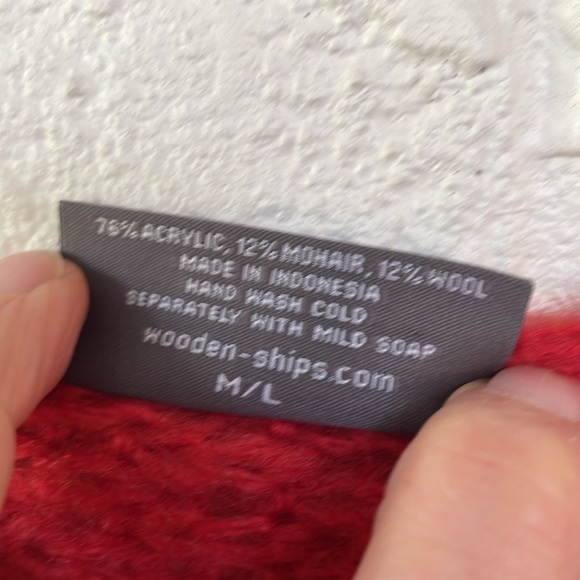 76% ACRYLIC, 12% MOHAIR, 12% WOOL
MADE IN INDONESIA
HAND WASH COLD
SEPARATELY WITH MILD SOAP
wooden-ships.com
M/L